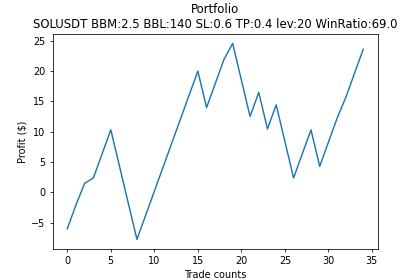 Portfolio
SOLUSDT BBM:2.5 BBL:140 SL:0.6 TP:0.4 lev:20 WinRatio:69.0
25
20
15
10
5
0
−5
Profit ($)
0 5 10 15 20 25 30 35
Trade counts